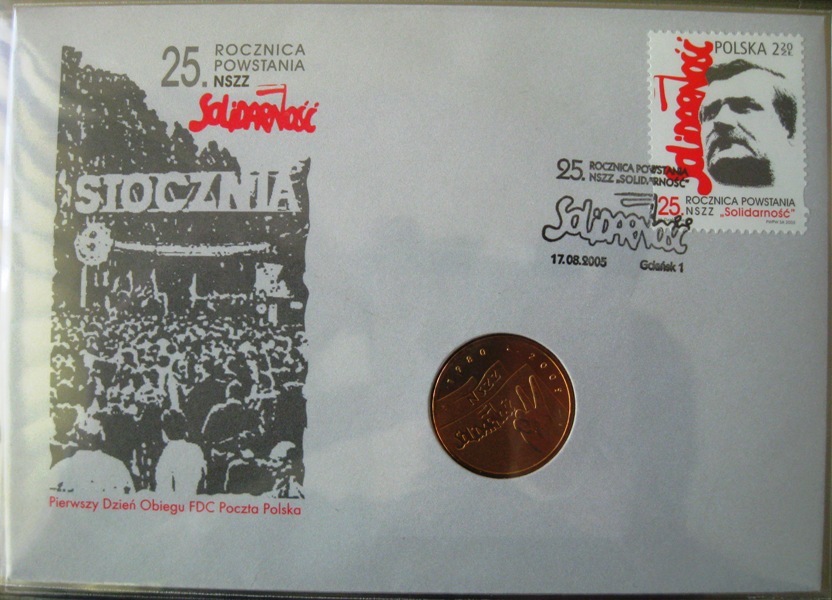 25. ROCZNICA
POWSTANIA
NSZZ
SOLIDARNOŚĆ
STOCZNIA
Pierwszy Dzień Obiegu FDC Poczta Polska
POLSKA 2 20 ZŁ
Solidarność
25. ROCZNICA POWSTANIA
NSZZ „Solidarność”
25. ROCZNICA POWSTANIA
NSZZ „SOLIDARNOŚĆ”
SOLIDARNOŚĆ
17.08.2005 Gdańsk 1
1980 · 2005
NSZZ
Solidarność